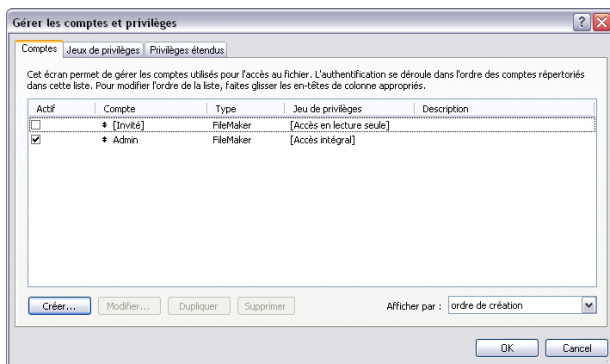 Gérer les comptes et privilèges
Comptes Jeux de privilèges Privilèges étendus
Cet écran permet de gérer les comptes utilisés pour l'accès au fichier. L'authentification se déroule dans l'ordre des comptes répertoriés
dans cette liste. Pour modifier l'ordre de la liste, faites glisser les en-têtes de colonne appropriés.
Actif Compte Type Jeu de privilèges Description
[Invité] FileMaker [Accès en lecture seule]
Admin FileMaker [Accès intégral]
Créer... Modifier... Dupliquer Supprimer Afficher par : ordre de création
OK Cancel